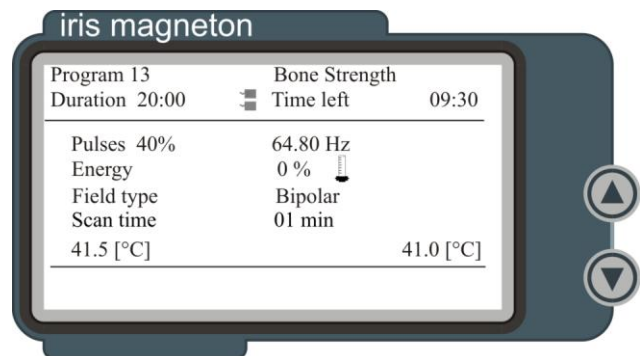 iris magneton
Program 13 Bone Strength
Duration 20:00 Time left 09:30
Pulses 40% 64.80 Hz
Energy 0 %
Field type Bipolar
Scan time 01 min
41.5 [°C] 41.0 [°C]